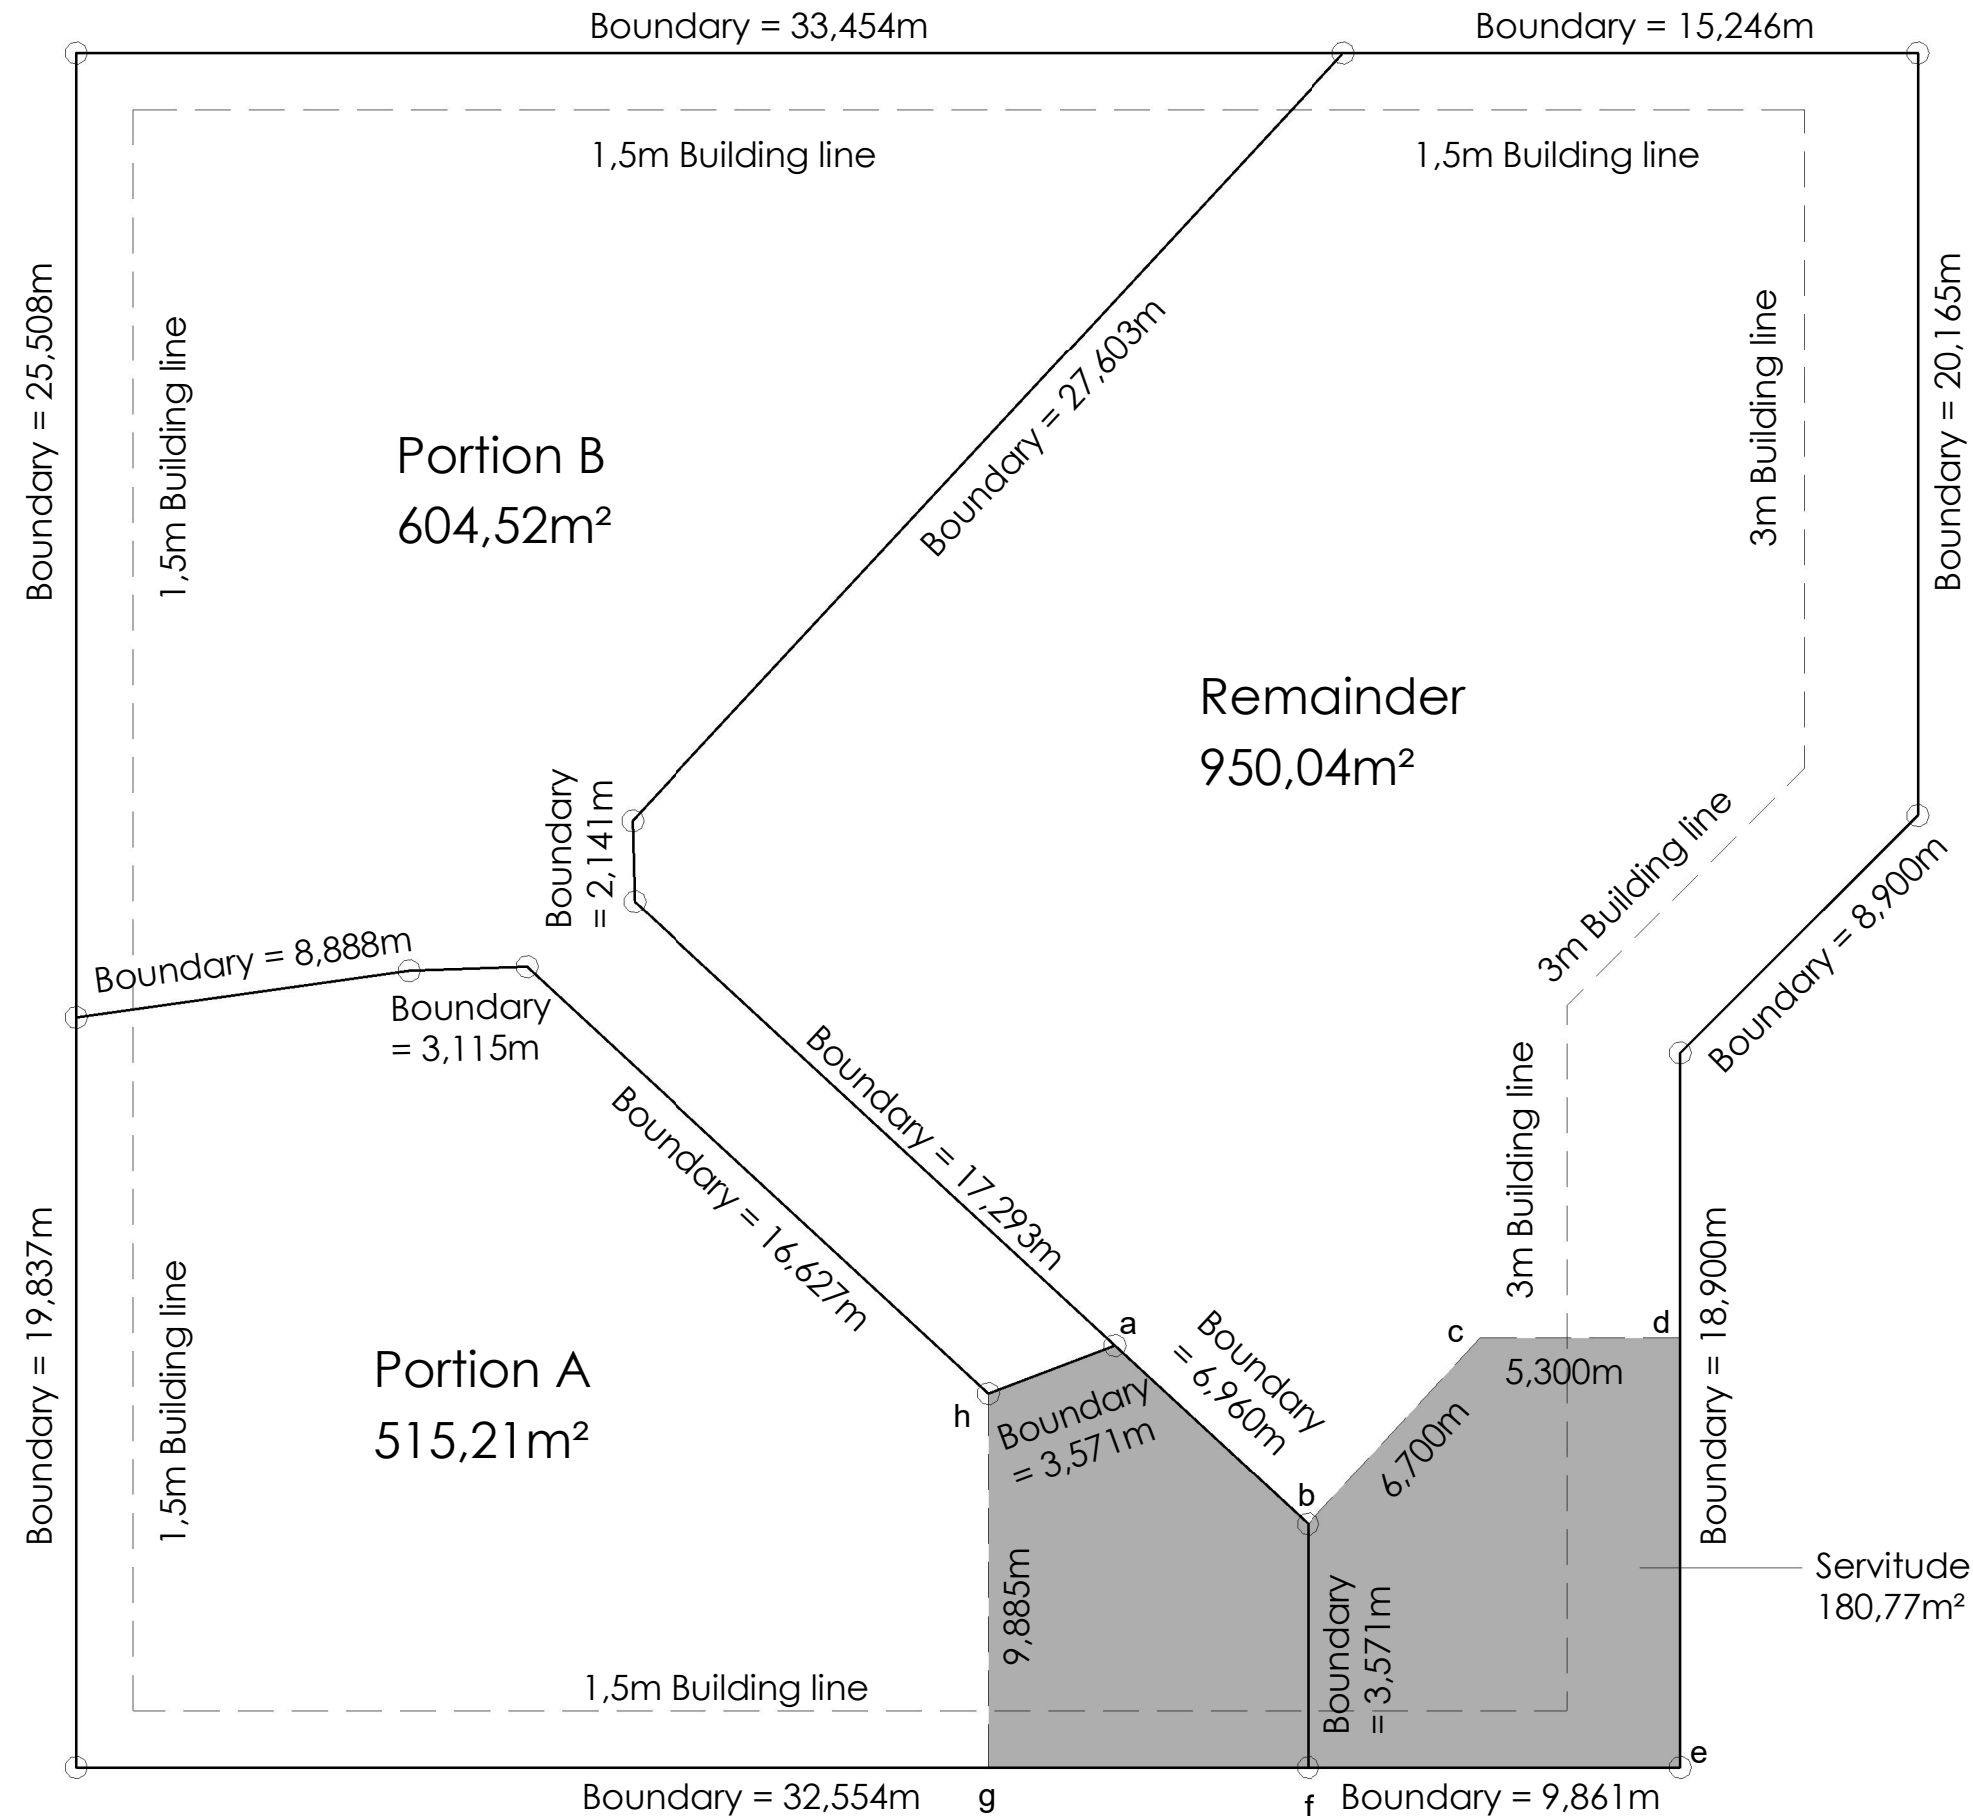 Boundary = 33,454m
Boundary = 15,246m
1,5m Building line
1,5m Building line
Boundary = 25,508m
1,5m Building line
Portion B
604,52m²
Boundary = 27,603m
3m Building line
Boundary = 20,165m
Remainder
950,04m²
Boundary
= 2,141m
3m Building line
Boundary = 8,900m
Boundary = 8,888m
Boundary
= 3,115m
Boundary = 17,293m
Boundary = 16,627m
3m Building line
Boundary = 18,900m
Boundary = 19,837m
1,5m Building line
Portion A
515,21m²
a
Boundary
= 6,960m
c
d
5,300m
h
Boundary
= 3,571m
6,700m
b
9,885m
Boundary
= 3,571m
Servitude
180,77m²
1,5m Building line
e
Boundary = 32,554m
g
f
Boundary = 9,861m